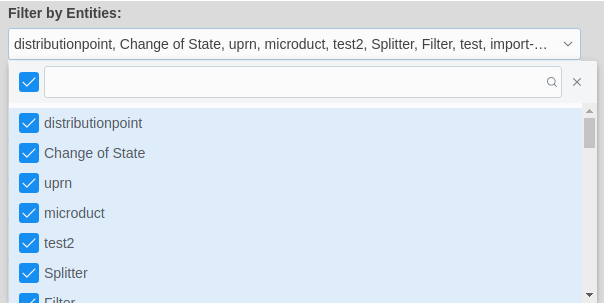 Filter by Entities:
distributionpoint, Change of State, uprn, microduct, test2, Splitter, Filter, test, import-...
distributionpoint
Change of State
uprn
microduct
test2
Splitter
Filter